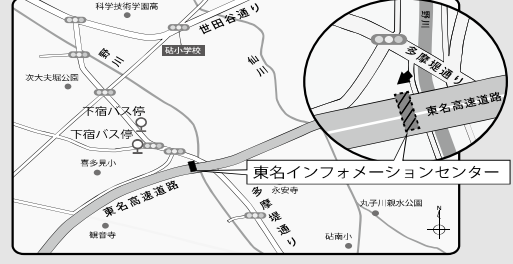 科学技術学園高
世田谷通り
砧小学校
野川
仙川
次大夫堀公園
下宿バス停
下宿バス停
喜多見小
東名高速道路
観音寺
野川
多摩堤通り
東名高速道路
東名インフォメーションセンター
多摩堤通り
永安寺
丸子川親水公園
砧南小
N